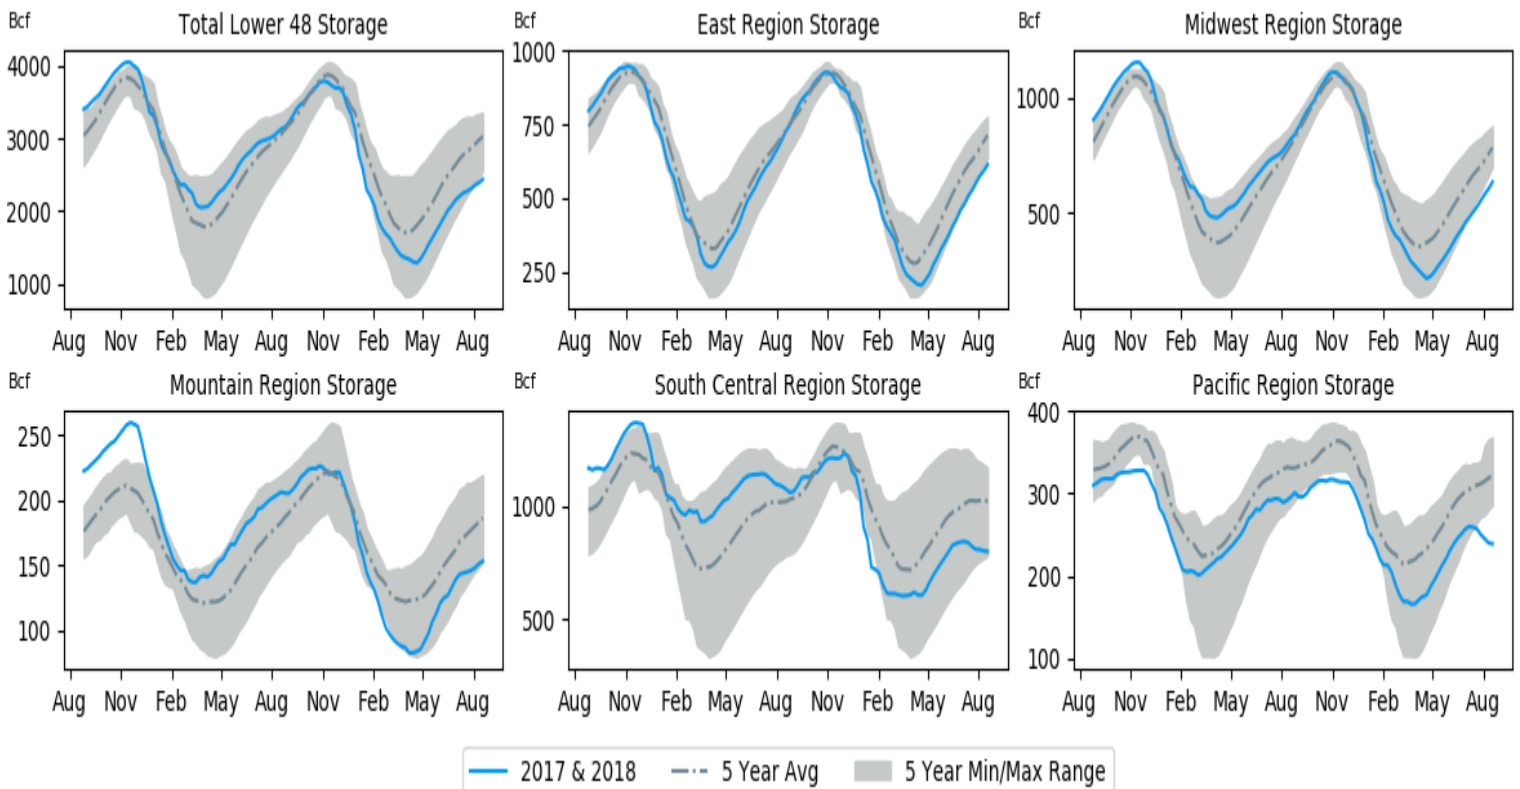 Bcf
Total Lower 48 Storage
4000
3000
2000
1000
Aug Nov Feb May Aug Nov Feb May Aug
Bcf
East Region Storage
1000
750
500
250
Aug Nov Feb May Aug Nov Feb May Aug
Bcf
Midwest Region Storage
1000
500
Aug Nov Feb May Aug Nov Feb May Aug
Bcf
Mountain Region Storage
250
200
150
100
Aug Nov Feb May Aug Nov Feb May Aug
Bcf
South Central Region Storage
1000
500
Aug Nov Feb May Aug Nov Feb May Aug
Bcf
Pacific Region Storage
400
300
200
100
Aug Nov Feb May Aug Nov Feb May Aug
2017 & 2018 5 Year Avg 5 Year Min/Max Range